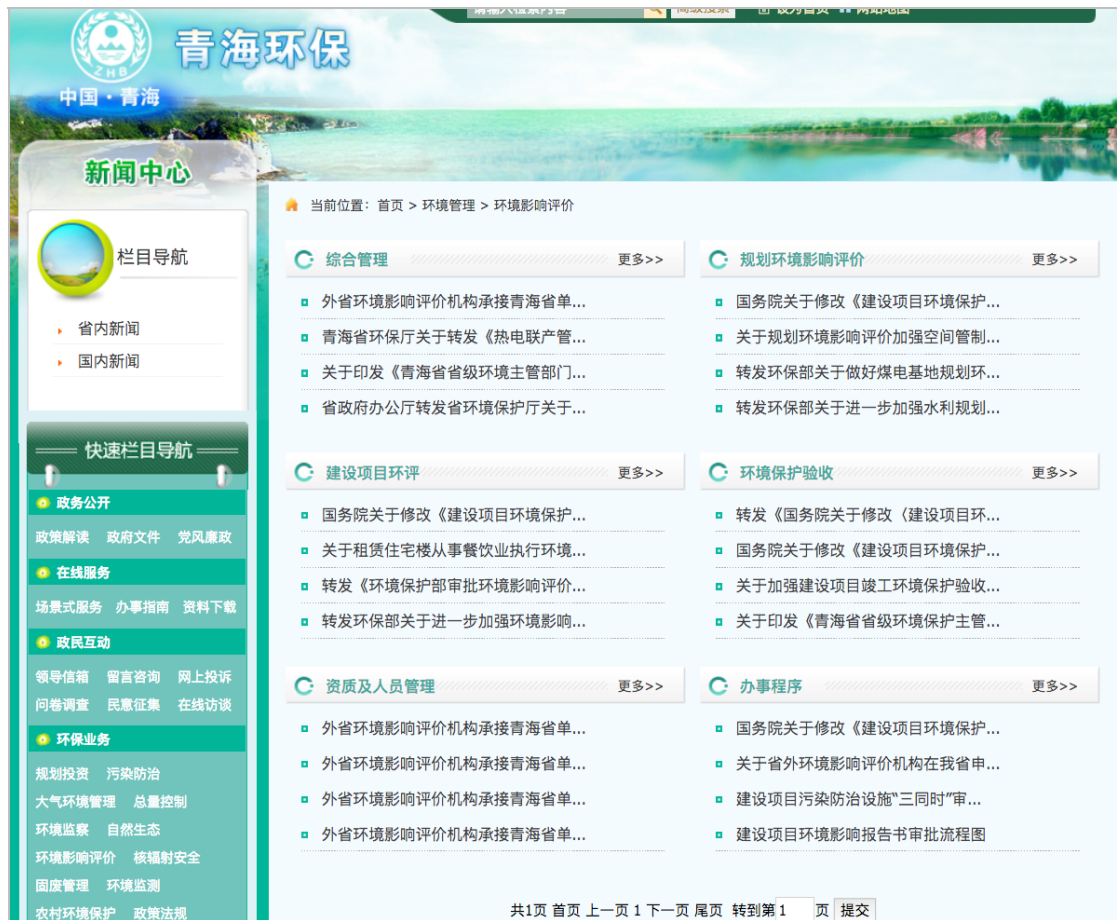 请输入检索内容 高级搜索 设为首页 网站地图
ZHB
青海环保
中国·青海
新闻中心
栏目导航
省内新闻
国内新闻
快速栏目导航
政务公开
政策解读 政府文件 党风廉政
在线服务
场景式服务 办事指南 资料下载
政民互动
领导信箱 留言咨询 网上投诉
问卷调查 民意征集 在线访谈
环保业务
规划投资 污染防治
大气环境管理 总量控制
环境监察 自然生态
环境影响评价 核辐射安全
固废管理 环境监测
农村环境保护 政策法规
当前位置：首页 > 环境管理 > 环境影响评价
综合管理 更多>>
外省环境影响评价机构承接青海省单...
青海省环保厅关于转发《热电联产管...
关于印发《青海省省级环境主管部门...
省政府办公厅转发省环境保护厅关于...
规划环境影响评价 更多>>
国务院关于修改《建设项目环境保护...
关于规划环境影响评价加强空间管制...
转发环保部关于做好煤电基地规划环...
转发环保部关于进一步加强水利规划...
建设项目环评 更多>>
国务院关于修改《建设项目环境保护...
关于租赁住宅楼从事餐饮业执行环境...
转发《环境保护部审批环境影响评价...
转发环保部关于进一步加强环境影响...
环境保护验收 更多>>
转发《国务院关于修改〈建设项目环...
国务院关于修改《建设项目环境保护...
关于加强建设项目竣工环境保护验收...
关于印发《青海省省级环境保护主管...
资质及人员管理 更多>>
外省环境影响评价机构承接青海省单...
外省环境影响评价机构承接青海省单...
外省环境影响评价机构承接青海省单...
外省环境影响评价机构承接青海省单...
办事程序 更多>>
国务院关于修改《建设项目环境保护...
关于省外环境影响评价机构在我省申...
建设项目污染防治设施“三同时”审...
建设项目环境影响报告书审批流程图
共1页 首页 上一页 1 下一页 尾页 转到第 1 页 提交